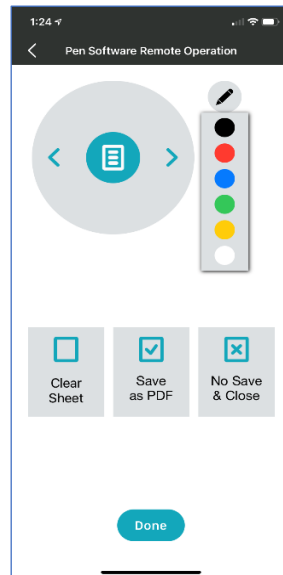 1:24
Pen Software Remote Operation
Clear
Sheet
Save
as PDF
No Save
& Close
Done